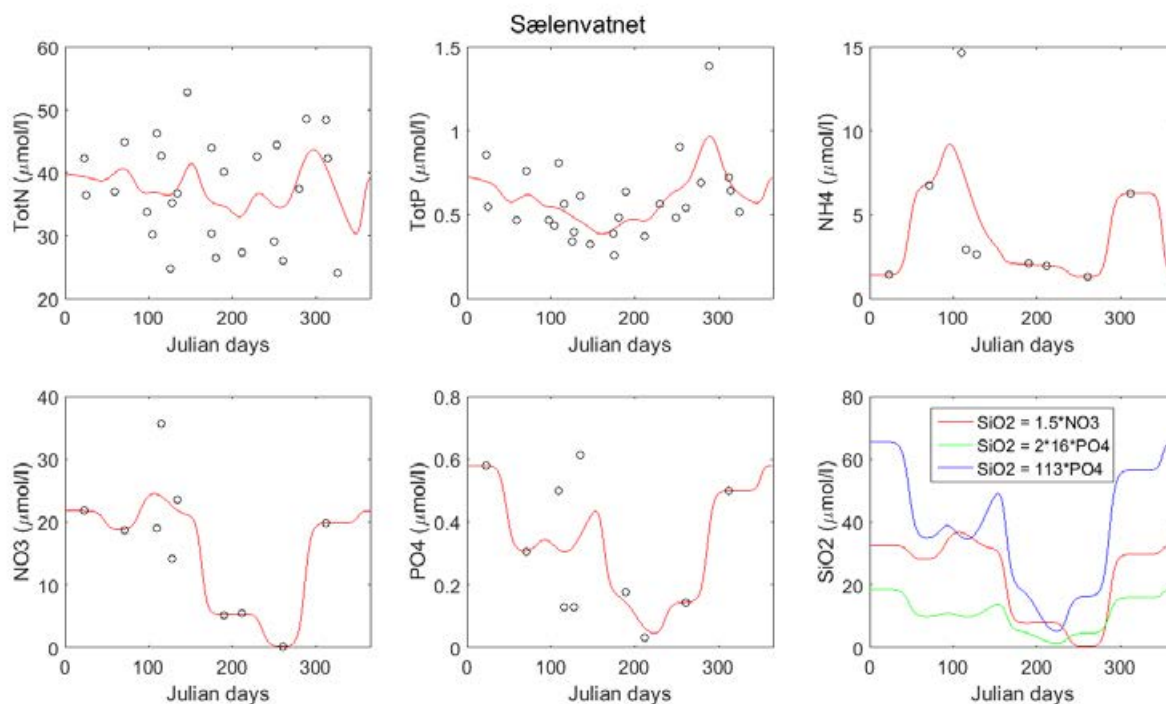 Sælenvatnet
TotN (μmol/l)
60
50
40
30
20
0 100 200 300
Julian days
TotP (μmol/l)
1.5
1
0.5
0
0 100 200 300
Julian days
NH4 (μmol/l)
15
10
5
0
0 100 200 300
Julian days
NO3 (μmol/l)
40
30
20
10
0
0 100 200 300
Julian days
PO4 (μmol/l)
0.8
0.6
0.4
0.2
0
0 100 200 300
Julian days
SiO2 (μmol/l)
80
60
40
20
0
0 100 200 300
Julian days
SiO2 = 1.5*NO3
SiO2 = 2*16*PO4
SiO2 = 113*PO4